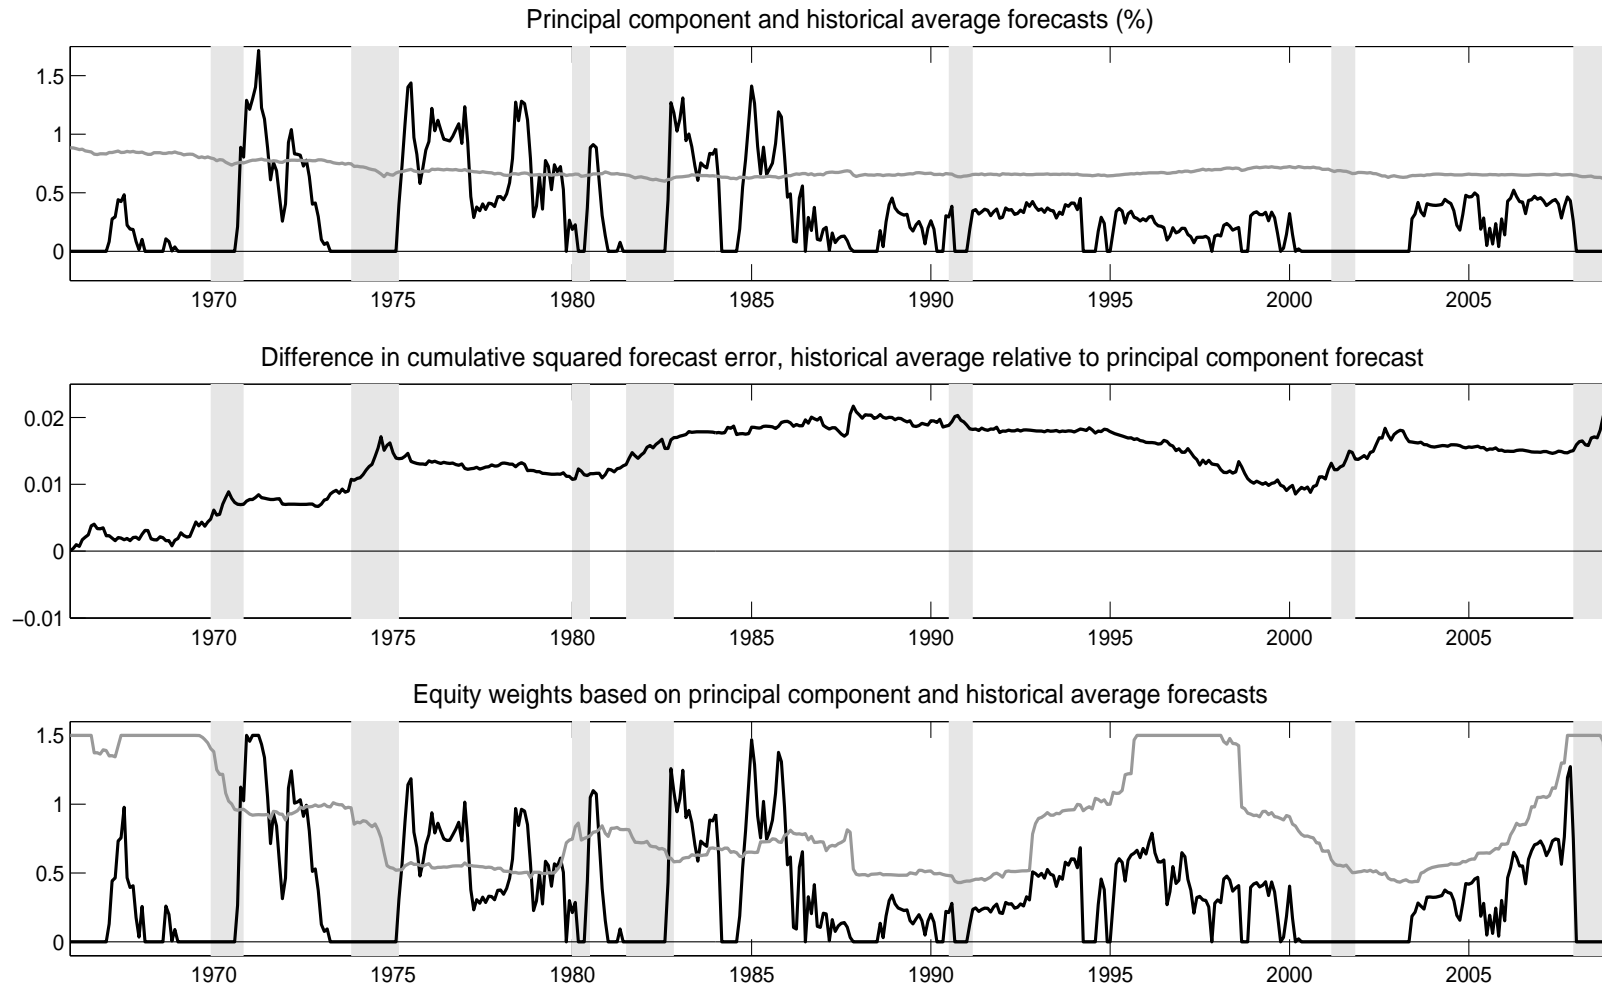 Principal component and historical average forecasts (%)
1.5
1
0.5
0
1970 1975 1980 1985 1990 1995 2000 2005
Difference in cumulative squared forecast error, historical average relative to principal component forecast
0.02
0.01
0
−0.01
1970 1975 1980 1985 1990 1995 2000 2005
Equity weights based on principal component and historical average forecasts
1.5
1
0.5
0
1970 1975 1980 1985 1990 1995 2000 2005